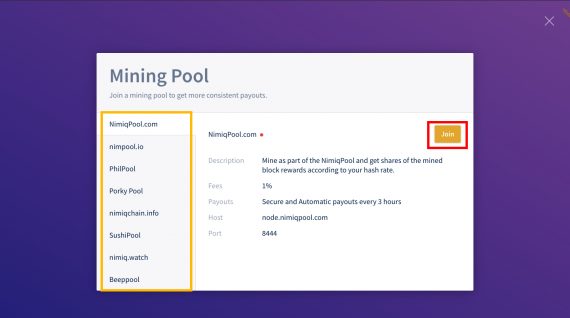 Mining Pool
Join a mining pool to get more consistent payouts.
NimiqPool.com
nimpool.io
PhilPool
Porky Pool
nimiqchain.info
SushiPool
nimiq.watch
Beeppool
NimiqPool.com
Join
Description Mine as part of the NimiqPool and get shares of the mined
block rewards according to your hash rate.
Fees 1%
Payouts Secure and Automatic payouts every 3 hours
Host node.nimiqpool.com
Port 8444